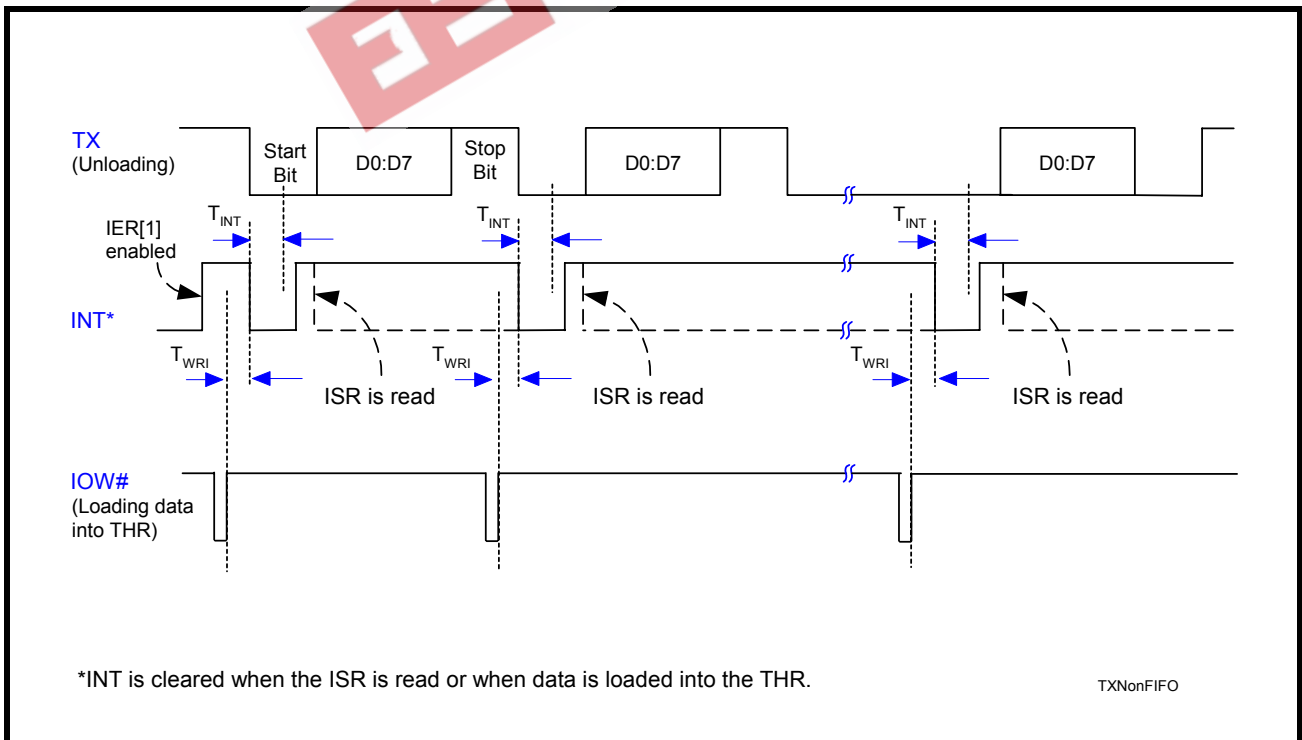 TX
(Unloading)
Start
Bit
D0:D7
Stop
Bit
D0:D7
D0:D7
IER[1]
enabled
TINT
TINT
TINT
INT*
TWRI
TWRI
TWRI
ISR is read
ISR is read
ISR is read
IOW#
(Loading data
into THR)
*INT is cleared when the ISR is read or when data is loaded into the THR.
TXNonFIFO